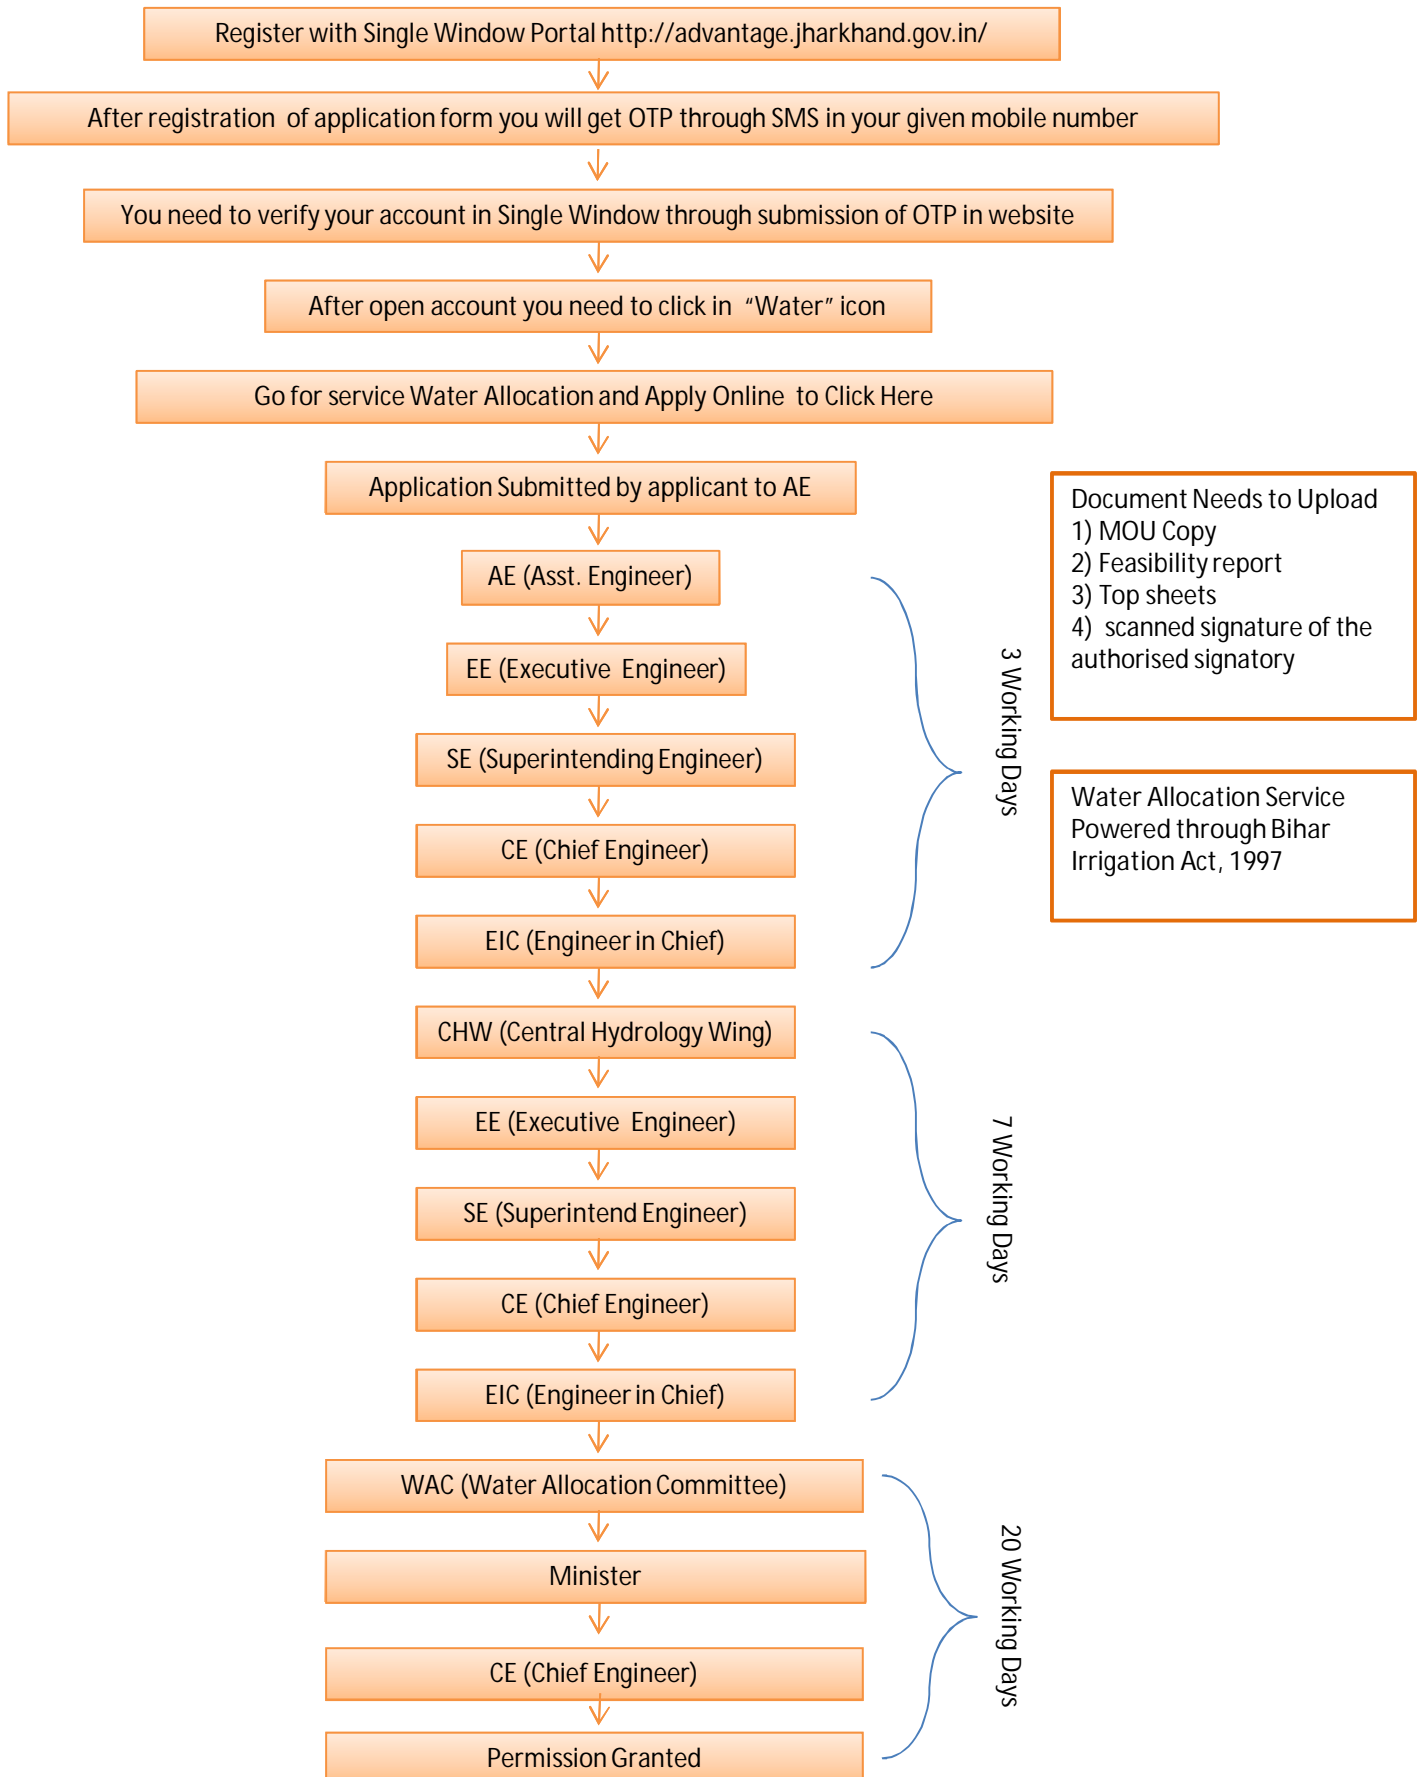 Register with Single Window Portal http://advantage.jharkhand.gov.in/
After registration of application form you will get OTP through SMS in your given mobile number
You need to verify your account in Single Window through submission of OTP in website
After open account you need to click in “Water” icon
Go for service Water Allocation and Apply Online to Click Here
Application Submitted by applicant to AE
AE (Asst. Engineer)
EE (Executive Engineer)
SE (Superintending Engineer)
CE (Chief Engineer)
EIC (Engineer in Chief)
3 Working Days
Document Needs to Upload
1) MOU Copy
2) Feasibility report
3) Top sheets
4) scanned signature of the
authorised signatory
Water Allocation Service
Powered through Bihar
Irrigation Act, 1997
CHW (Central Hydrology Wing)
EE (Executive Engineer)
SE (Superintend Engineer)
CE (Chief Engineer)
EIC (Engineer in Chief)
7 Working Days
WAC (Water Allocation Committee)
Minister
CE (Chief Engineer)
Permission Granted
20 Working Days